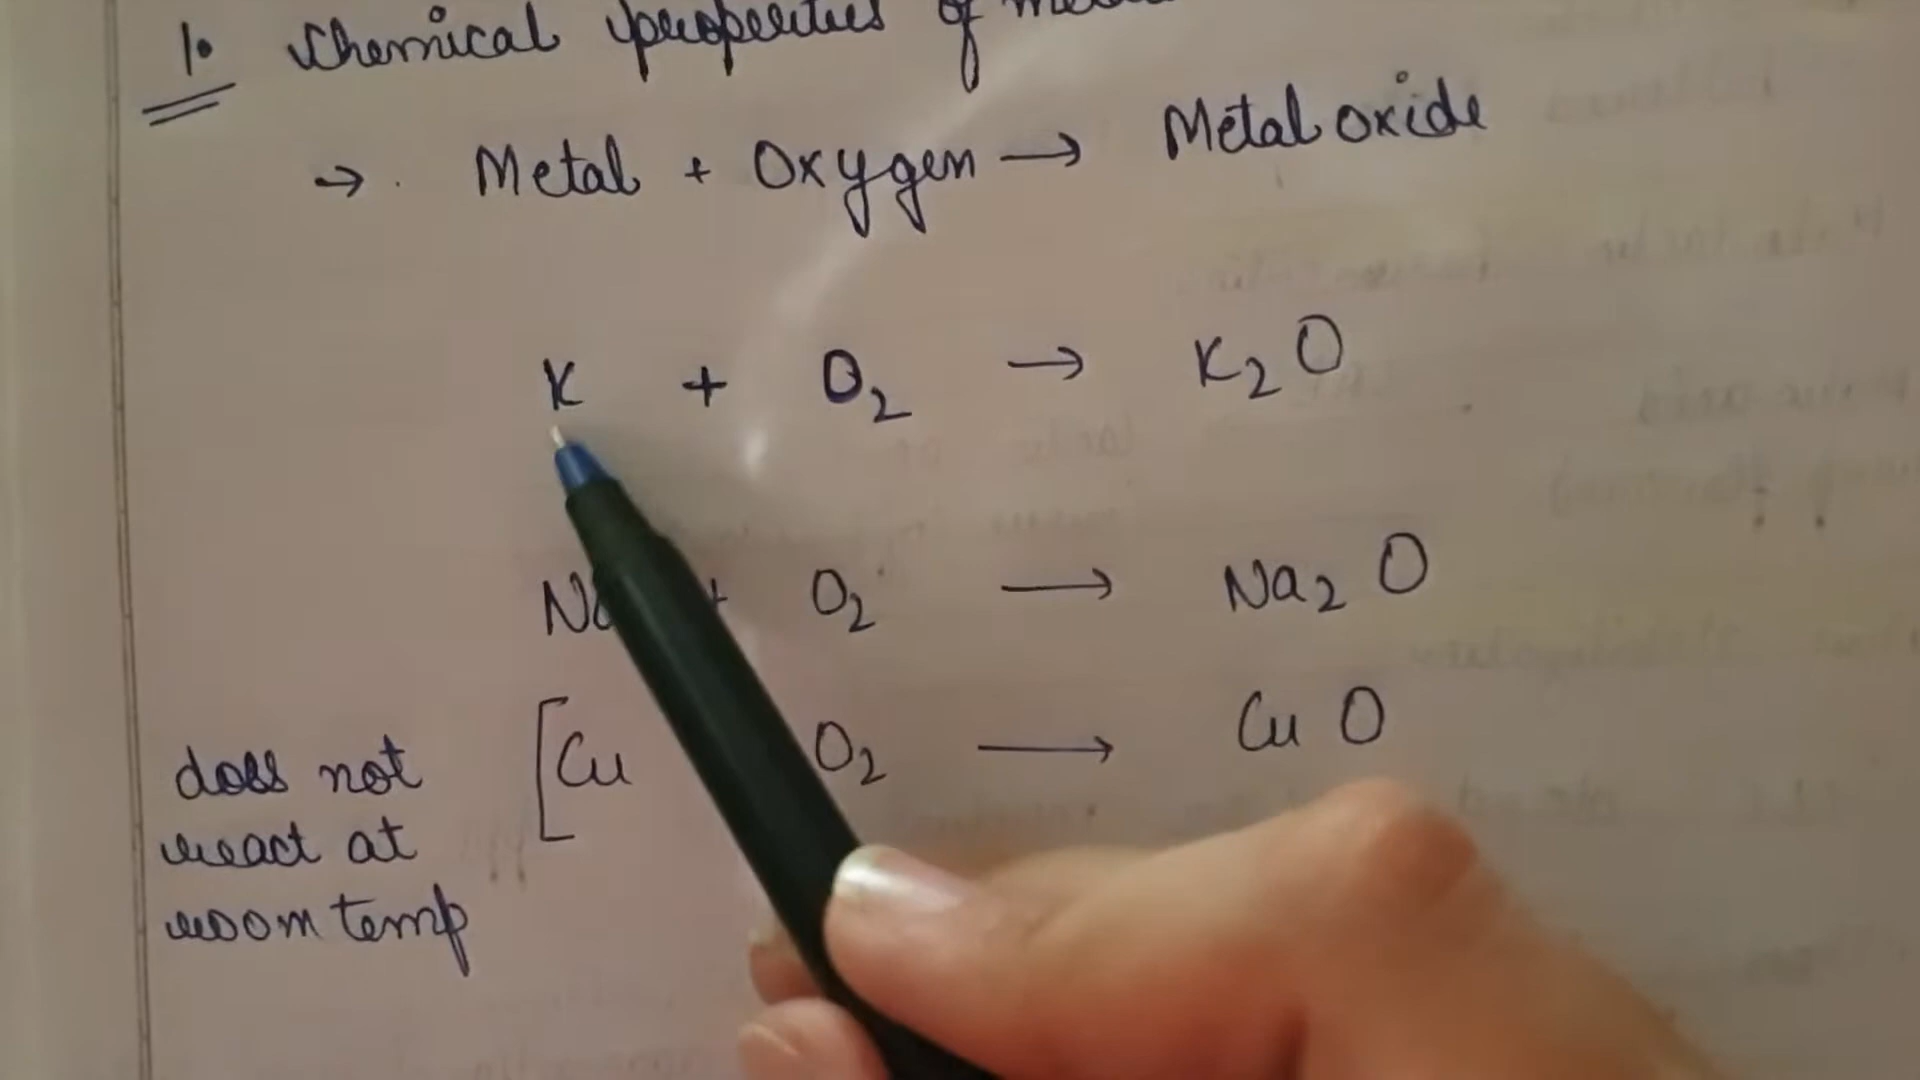 1. Chemical properties of
→ Metal + Oxygen → Metal oxide
K + O₂ → K₂O
+ O₂ → Na₂O
[Cu O₂ → CuO
does not
react at
room temp